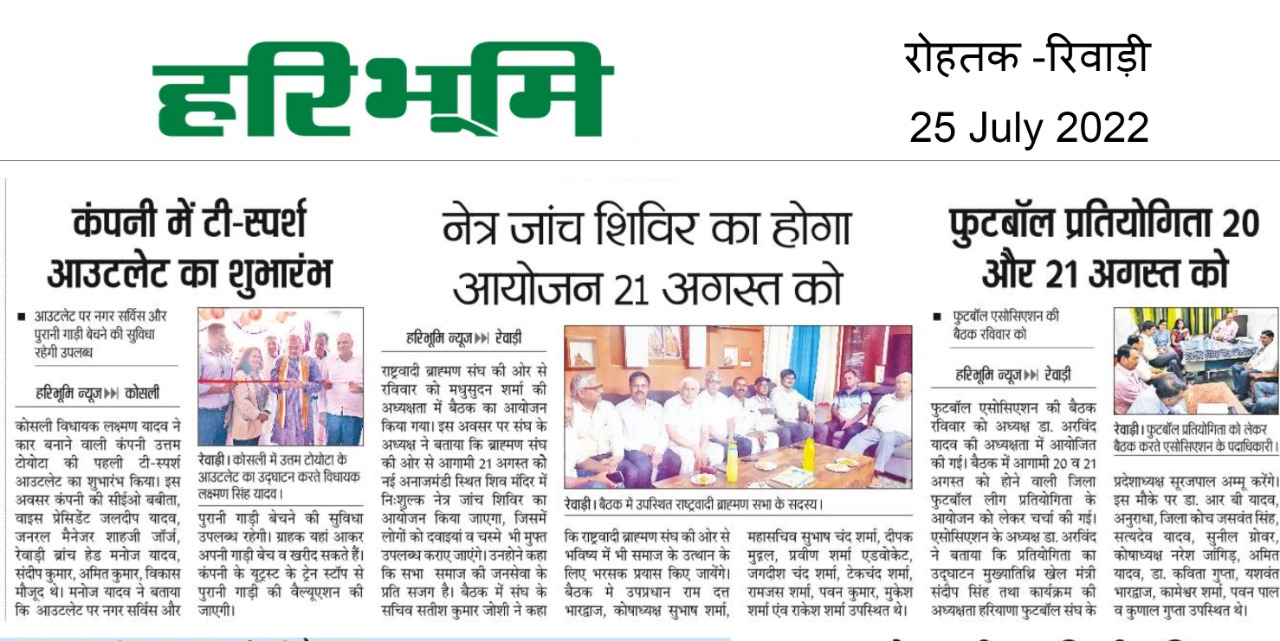 हरिभूमि
रोहतक -रिवाड़ी
25 July 2022
कंपनी में टी-स्पर्श
आउटलेट का शुभारंभ
आउटलेट पर नगर सर्विस और
पुरानी गाड़ी बेचने की सुविधा
रहेगी उपलब्ध
हरिभूमि न्यूज ▸▸| कोसली
कोसली विधायक लक्ष्मण यादव ने
कार बनाने वाली कंपनी उत्तम
टोयोटा की पहली टी-स्पर्श
आउटलेट का शुभारंभ किया। इस
अवसर कंपनी की सीईओ बबीता,
वाइस प्रेसिडेंट जलदीप यादव,
जनरल मैनेजर शाहजी जॉर्ज,
रेवाड़ी ब्रांच हेड मनोज यादव,
संदीप कुमार, अमित कुमार, विकास
मौजूद थे। मनोज यादव ने बताया
कि आउटलेट पर नगर सर्विस और
रेवाड़ी। कोसली में उत्तम टोयोटा के
आउटलेट का उद्घाटन करते विधायक
लक्ष्मण सिंह यादव।
पुरानी गाड़ी बेचने की सुविधा
उपलब्ध रहेगी। ग्राहक यहां आकर
अपनी गाड़ी बेच व खरीद सकते हैं।
कंपनी के यूट्रस्ट के ट्रेन स्टॉप से
पुरानी गाड़ी की वैल्यूएशन की
जाएगी।
नेत्र जांच शिविर का होगा
आयोजन 21 अगस्त को
हरिभूमि न्यूज ▸▸| रेवाड़ी
राष्ट्रवादी ब्राह्मण संघ की ओर से
रविवार को मधुसुदन शर्मा की
अध्यक्षता में बैठक का आयोजन
किया गया। इस अवसर पर संघ के
अध्यक्ष ने बताया कि ब्राह्मण संघ
की ओर से आगामी 21 अगस्त को
नई अनाजमंडी स्थित शिव मंदिर में
निःशुल्क नेत्र जांच शिविर का
आयोजन किया जाएगा, जिसमें
लोगों को दवाइयां व चश्मे भी मुफ्त
उपलब्ध कराए जाएंगे। उनहोने कहा
कि सभा समाज की जनसेवा के
प्रति सजग है। बैठक में संघ के
सचिव सतीश कुमार जोशी ने कहा
रेवाड़ी। बैठक में उपस्थित राष्ट्रवादी ब्राह्मण सभा के सदस्य।
कि राष्ट्रवादी ब्राह्मण संघ की ओर से
भविष्य में भी समाज के उत्थान के
लिए भरसक प्रयास किए जायेंगे।
बैठक मे उपप्रधान राम दत्त
भारद्वाज, कोषाध्यक्ष सुभाष शर्मा,
महासचिव सुभाष चंद शर्मा, दीपक
मुद्गल, प्रवीण शर्मा एडवोकेट,
जगदीश चंद शर्मा, टेकचंद शर्मा,
रामजस शर्मा, पवन कुमार, मुकेश
शर्मा एंव राकेश शर्मा उपस्थित थे।
फुटबॉल प्रतियोगिता 20
और 21 अगस्त को
फुटबॉल एसोसिएशन की
बैठक रविवार को
हरिभूमि न्यूज ▸▸| रेवाड़ी
फुटबॉल एसोसिएशन की बैठक
रविवार को अध्यक्ष डा. अरविंद
यादव की अध्यक्षता में आयोजित
की गई। बैठक में आगामी 20 व 21
अगस्त को होने वाली जिला
फुटबॉल लीग प्रतियोगिता के
आयोजन को लेकर चर्चा की गई।
एसोसिएशन के अध्यक्ष डा. अरविंद
ने बताया कि प्रतियोगिता का
उद्घाटन मुख्यातिथि खेल मंत्री
संदीप सिंह तथा कार्यक्रम की
अध्यक्षता हरियाणा फुटबॉल संघ के
रेवाड़ी। फुटबॉल प्रतियोगिता को लेकर
बैठक करते एसोसिएशन के पदाधिकारी।
प्रदेशाध्यक्ष सूरजपाल अम्मू करेंगे।
इस मौके पर डा. आर बी यादव,
अनुराधा, जिला कोच जसवंत सिंह,
सत्यदेव यादव, सुनील ग्रोवर,
कोषाध्यक्ष नरेश जांगिड़, अमित
यादव, डा. कविता गुप्ता, यशवंत
भारद्वाज, कामेश्वर शर्मा, पवन पाल
व कुणाल गुप्ता उपस्थित थे।